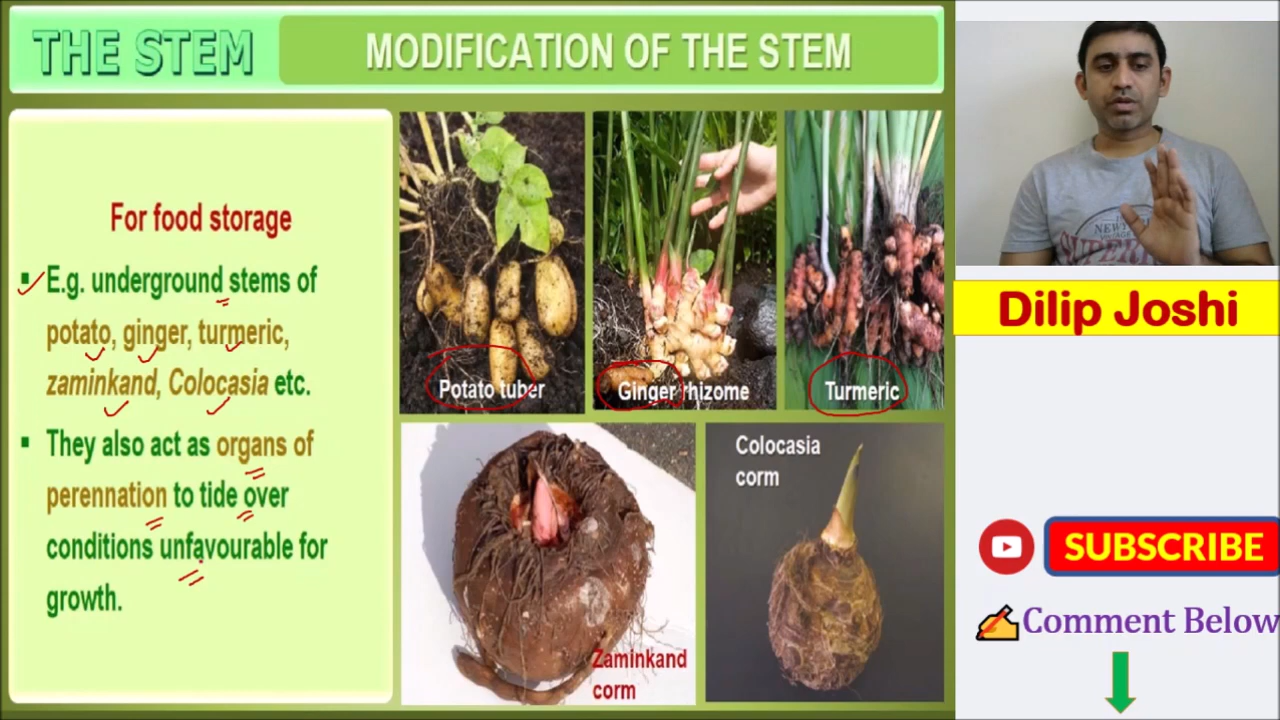 THE STEM
MODIFICATION OF THE STEM
For food storage
▪ E.g. underground stems of
potato, ginger, turmeric,
zaminkand, Colocasia etc.
▪ They also act as organs of
perennation to tide over
conditions unfavourable for
growth.
Potato tuber
Ginger rhizome
Turmeric
Zaminkand
corm
Colocasia
corm
Dilip Joshi
SUBSCRIBE
Comment Below